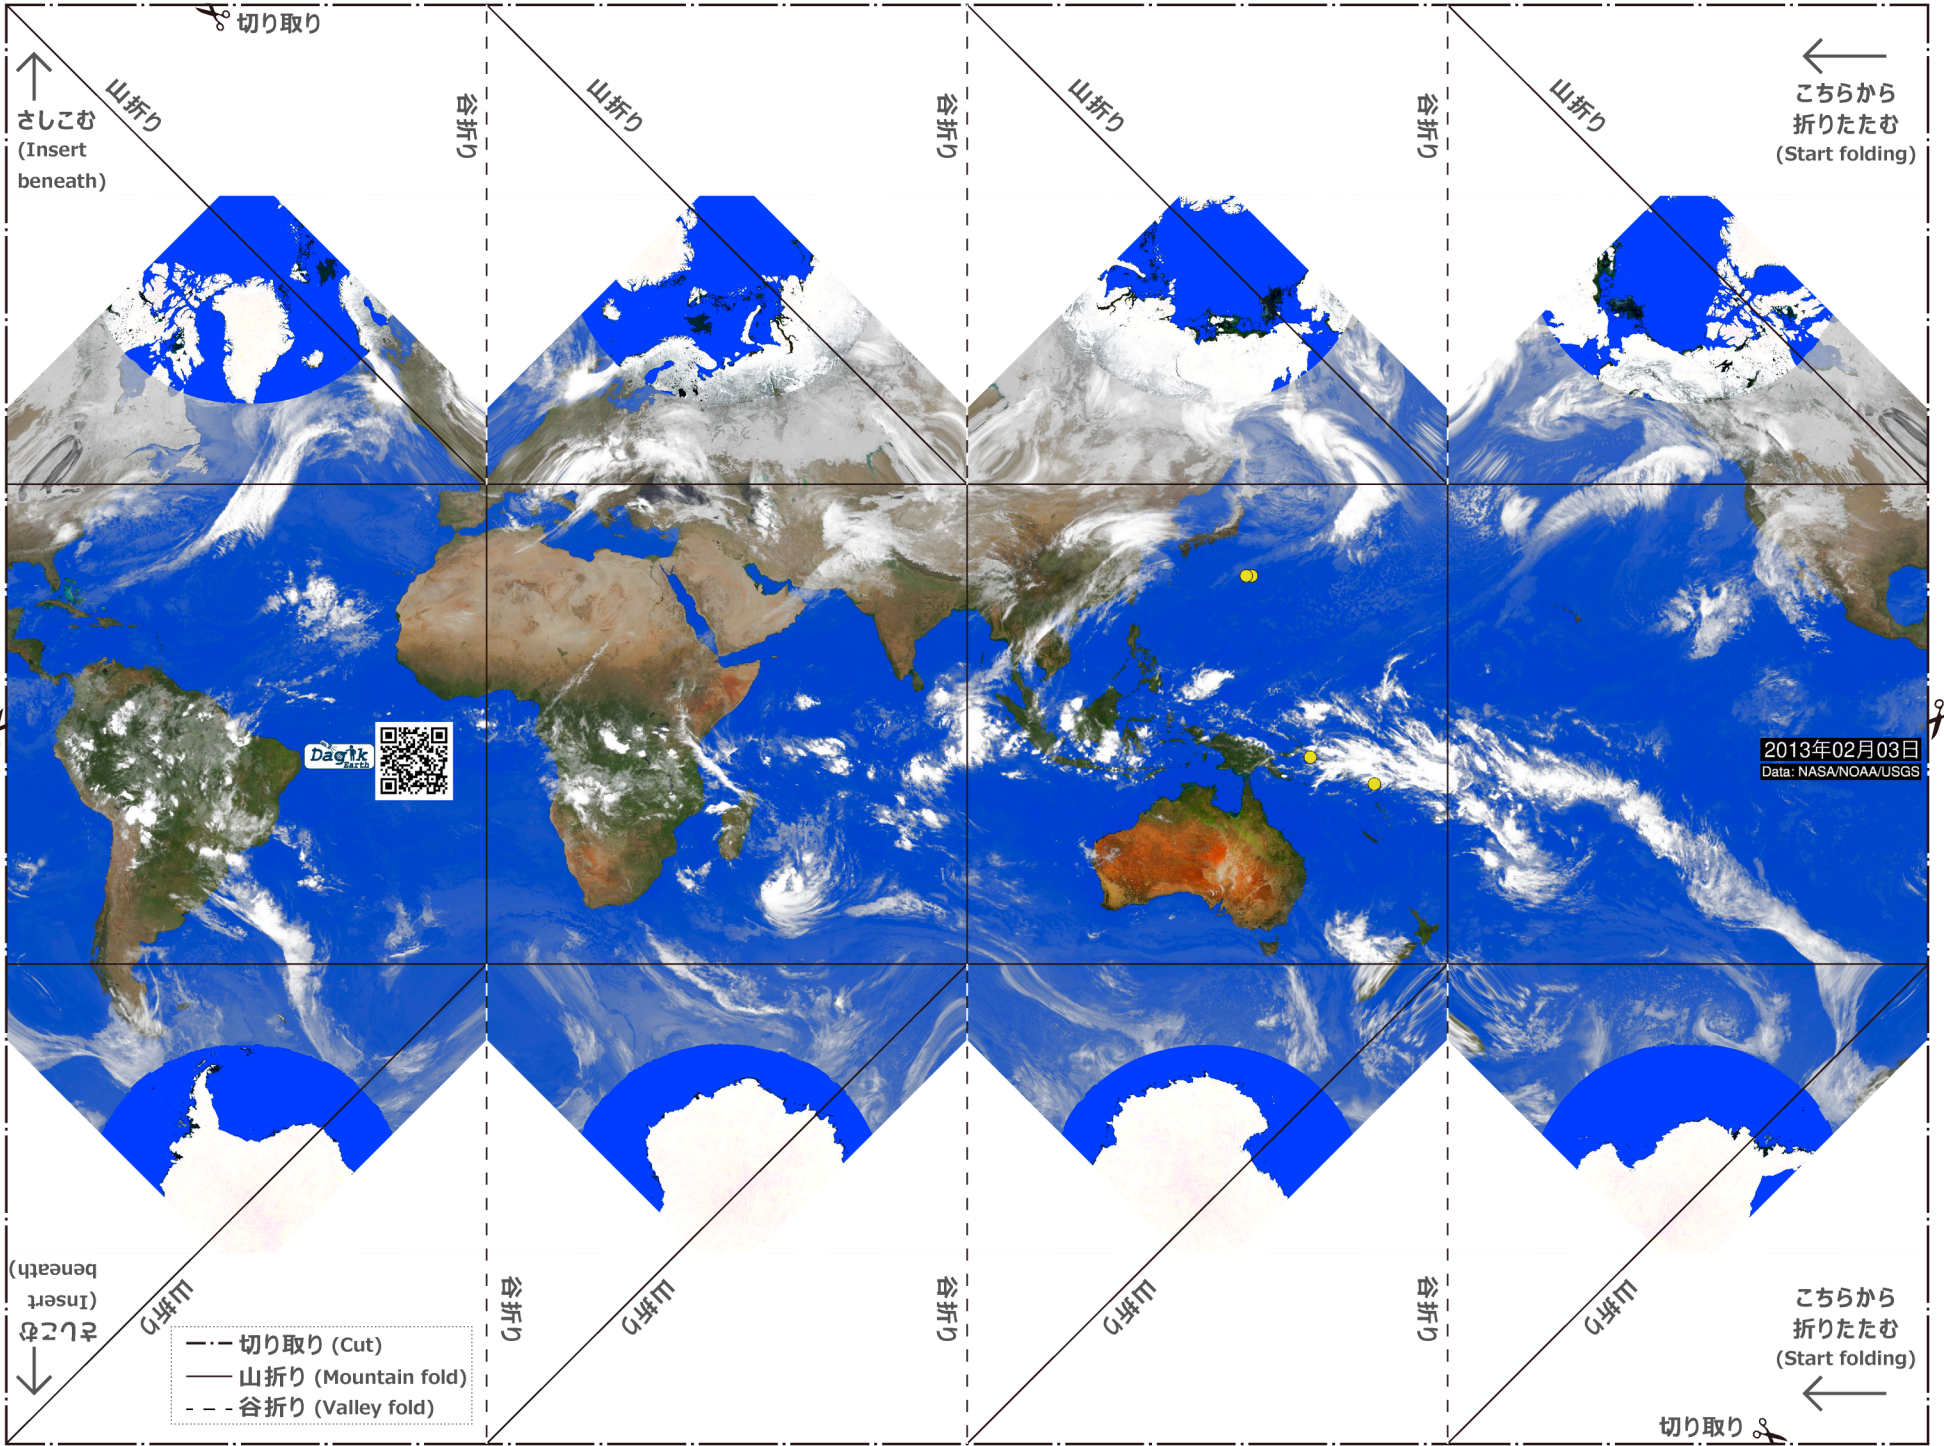 切り取り
山折り
山折り
山折り
山折り
谷折り
谷折り
谷折り
さしこむ
(Insert
beneath)
こちらから
折りたたむ
(Start folding)
Dagik
Earth
2013年02月03日
Data: NASA/NOAA/USGS
さしこむ
(Insert
beneath)
山折り
山折り
山折り
山折り
谷折り
谷折り
谷折り
こちらから
折りたたむ
(Start folding)
切り取り (Cut)
山折り (Mountain fold)
谷折り (Valley fold)
切り取り